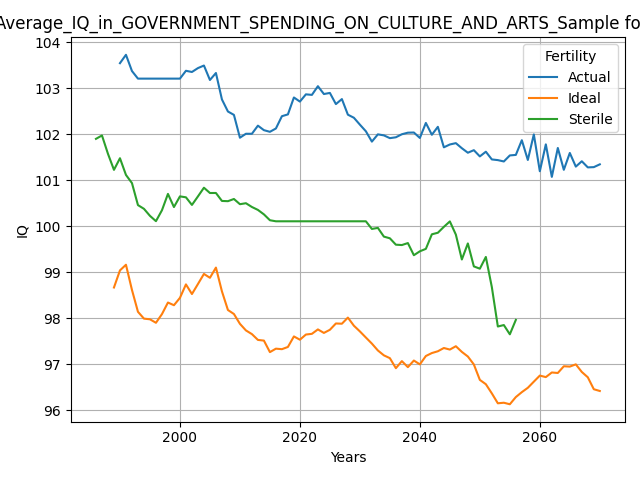 Average_IQ_in_GOVERNMENT_SPENDING_ON_CULTURE_AND_ARTS_Sample fo
Fertility
Actual
Ideal
Sterile
104
103
102
101
100
99
98
97
96
IQ
2000 2020 2040 2060
Years